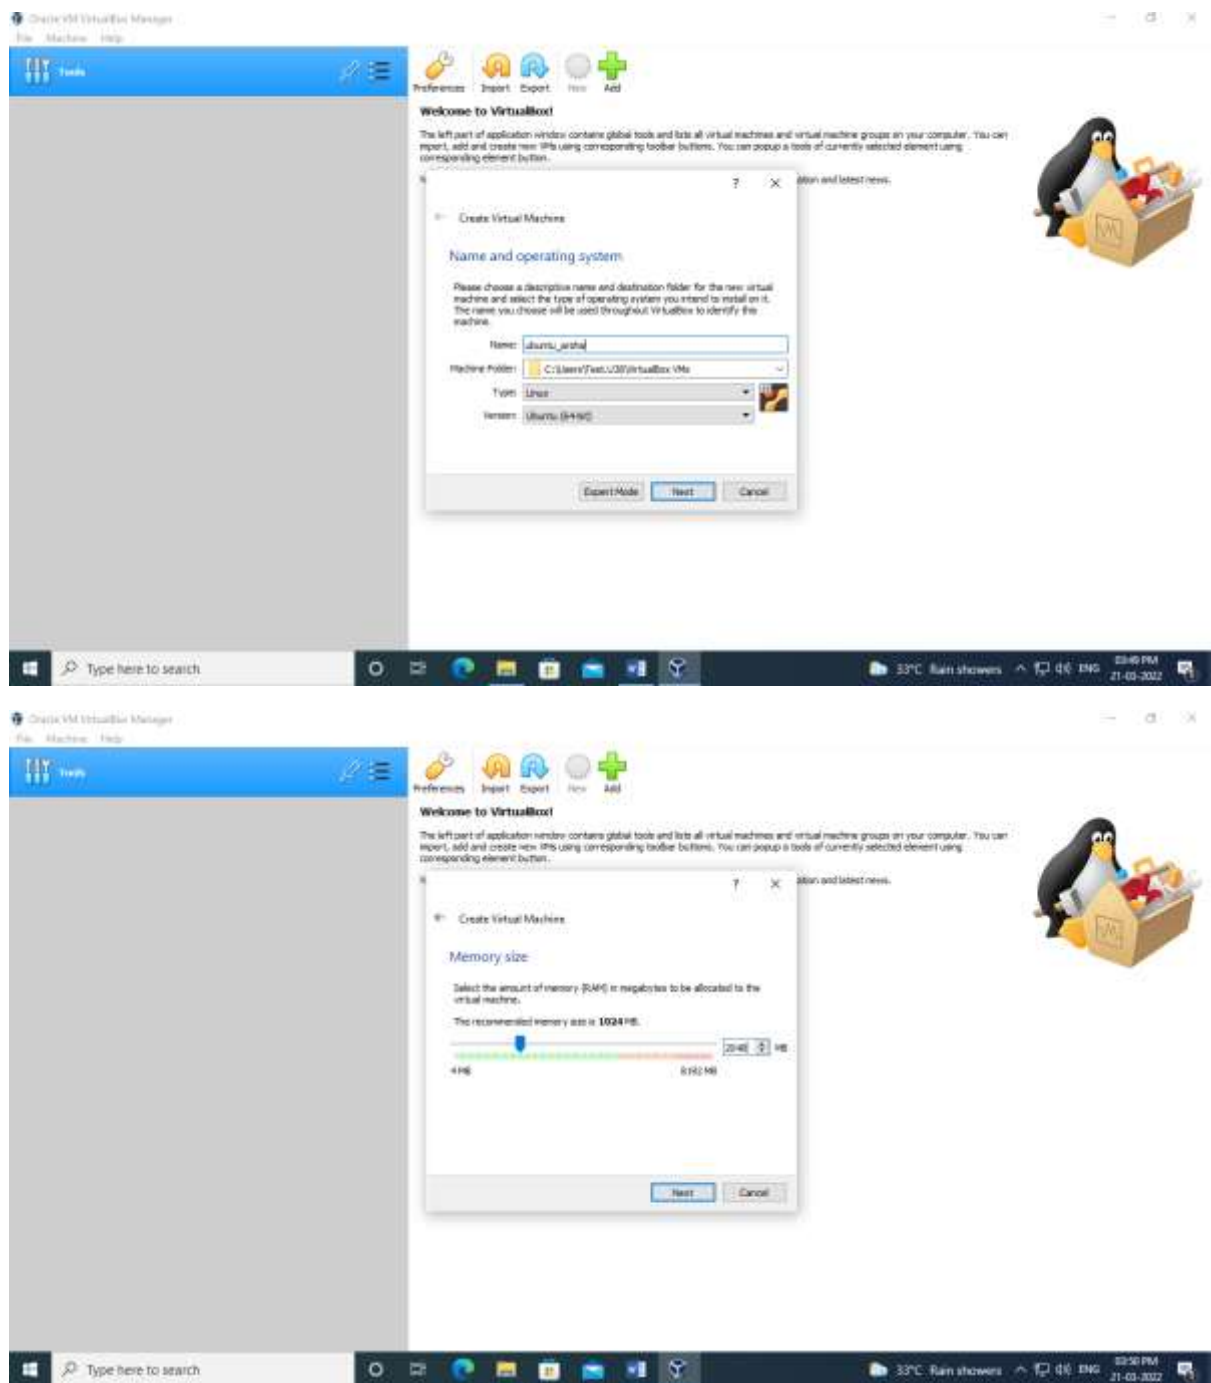 Oracle VM VirtualBox Manager
File Machine Help
Tools
Preferences Import Export New Add
Welcome to VirtualBox!
The left part of application window contains global tools and lists all virtual machines and virtual machine groups on your computer. You can
import, add and create new VMs using corresponding toolbar buttons. You can popup a tools of currently selected element using
corresponding element button.
ation and latest news.
? ×
Create Virtual Machine
Name and operating system
Please choose a descriptive name and destination folder for the new virtual
machine and select the type of operating system you intend to install on it.
The name you choose will be used throughout VirtualBox to identify this
machine.
Name:
Machine Folder: VirtualBox VMs
Type: Linux
Version: Ubuntu (64-bit)
Expert Mode Next Cancel
Type here to search
33°C Rain showers ENG
03:49 PM
21-03-2022
Oracle VM VirtualBox Manager
File Machine Help
Tools
Preferences Import Export New Add
Welcome to VirtualBox!
The left part of application window contains global tools and lists all virtual machines and virtual machine groups on your computer. You can
import, add and create new VMs using corresponding toolbar buttons. You can popup a tools of currently selected element using
corresponding element button.
ation and latest news.
? ×
Create Virtual Machine
Memory size
Select the amount of memory (RAM) in megabytes to be allocated to the
virtual machine.
The recommended memory size is 1024 MB.
2048 MB
4 MB 8192 MB
Next Cancel
Type here to search
33°C Rain showers ENG
03:50 PM
21-03-2022